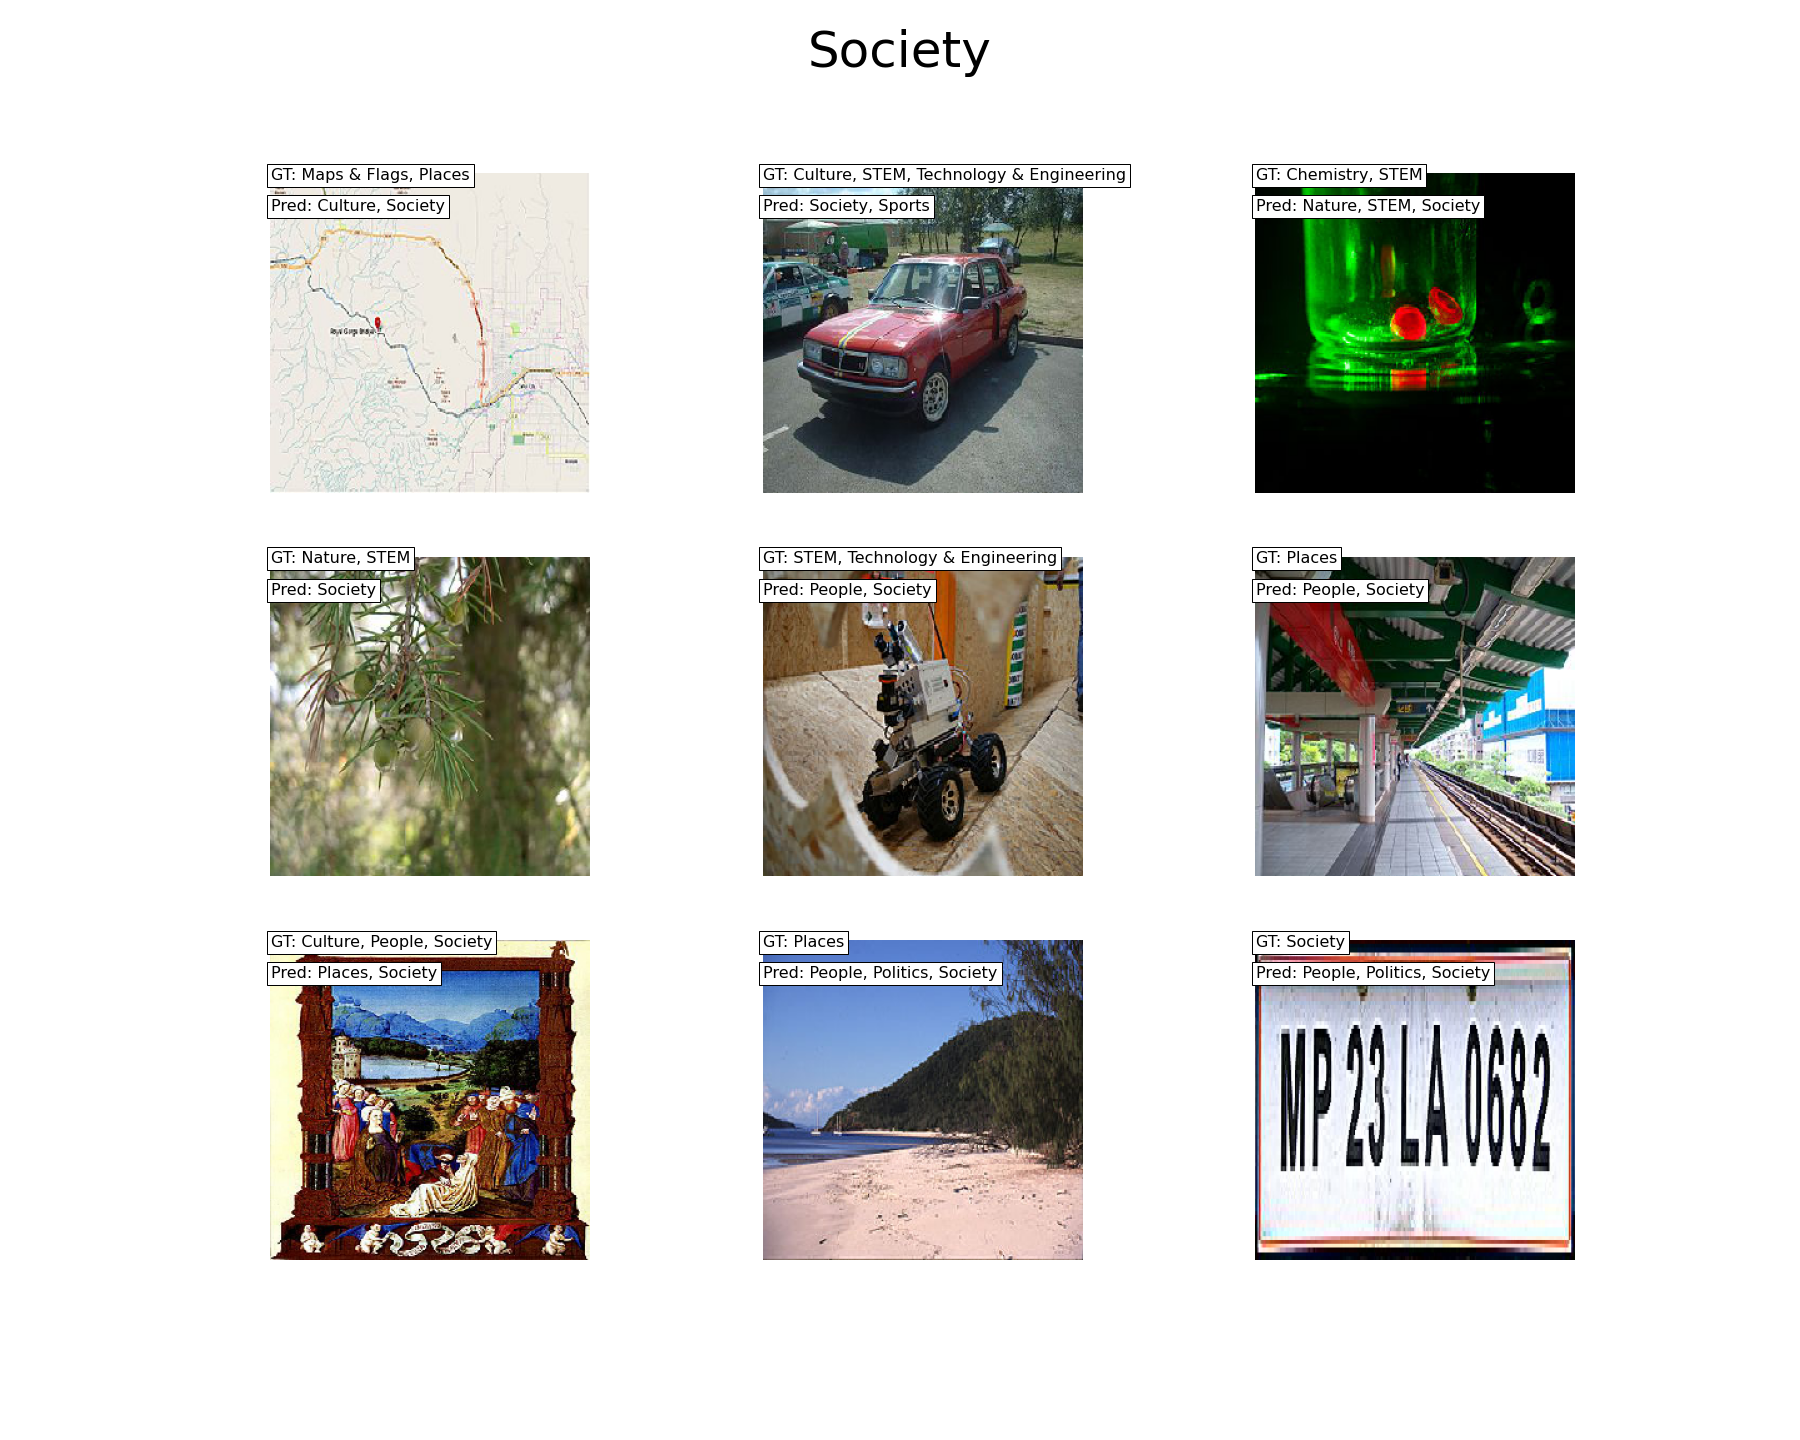 Society
GT: Maps & Flags, Places
Pred: Culture, Society
Royal Gorge Bridge
GT: Culture, STEM, Technology & Engineering
Pred: Society, Sports
GT: Chemistry, STEM
Pred: Nature, STEM, Society
GT: Nature, STEM
Pred: Society
GT: STEM, Technology & Engineering
Pred: People, Society
GT: Places
Pred: People, Society
GT: Culture, People, Society
Pred: Places, Society
GT: Places
Pred: People, Politics, Society
GT: Society
Pred: People, Politics, Society
MP 23 LA 0682